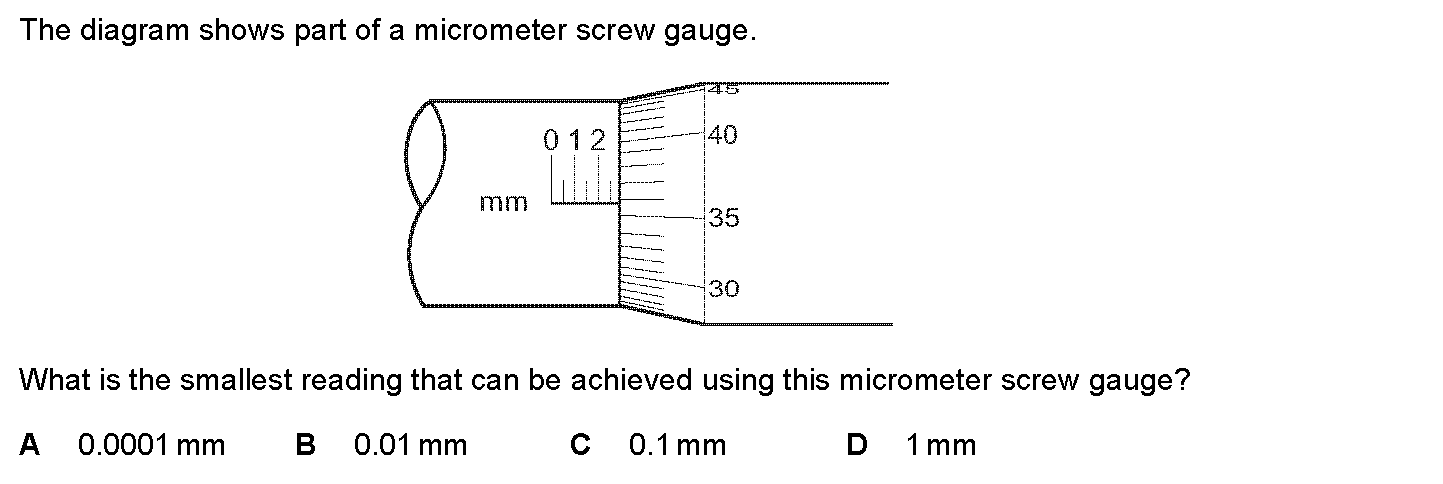 The diagram shows part of a micrometer screw gauge.
45
0 1 2
40
mm
35
30
What is the smallest reading that can be achieved using this micrometer screw gauge?
A 0.0001 mm B 0.01 mm C 0.1 mm D 1 mm